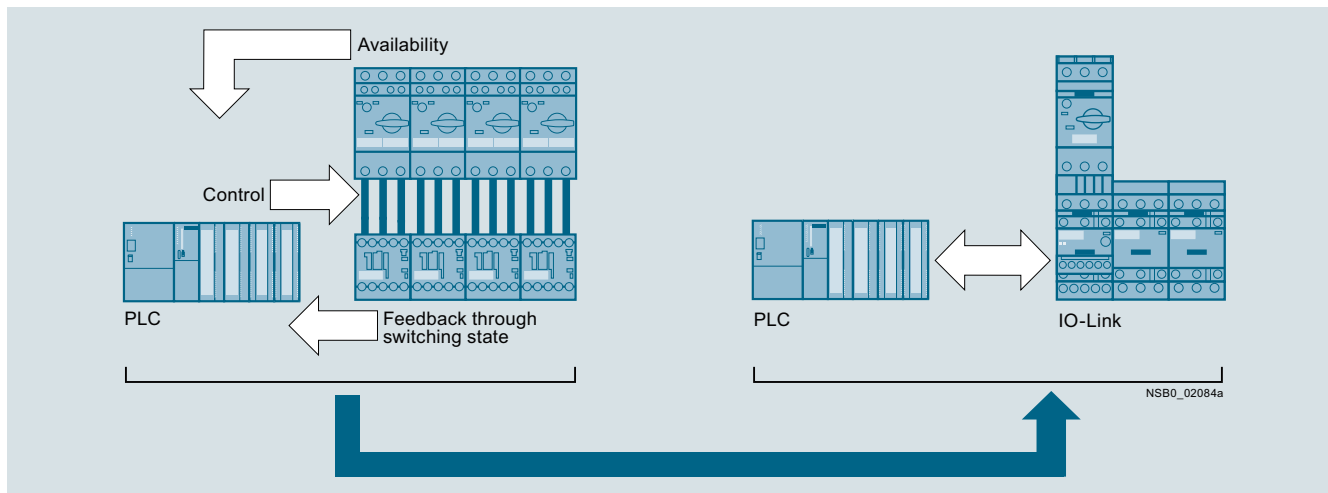 Availability
Control
PLC
Feedback through
switching state
PLC
IO-Link
NSB0_02084a